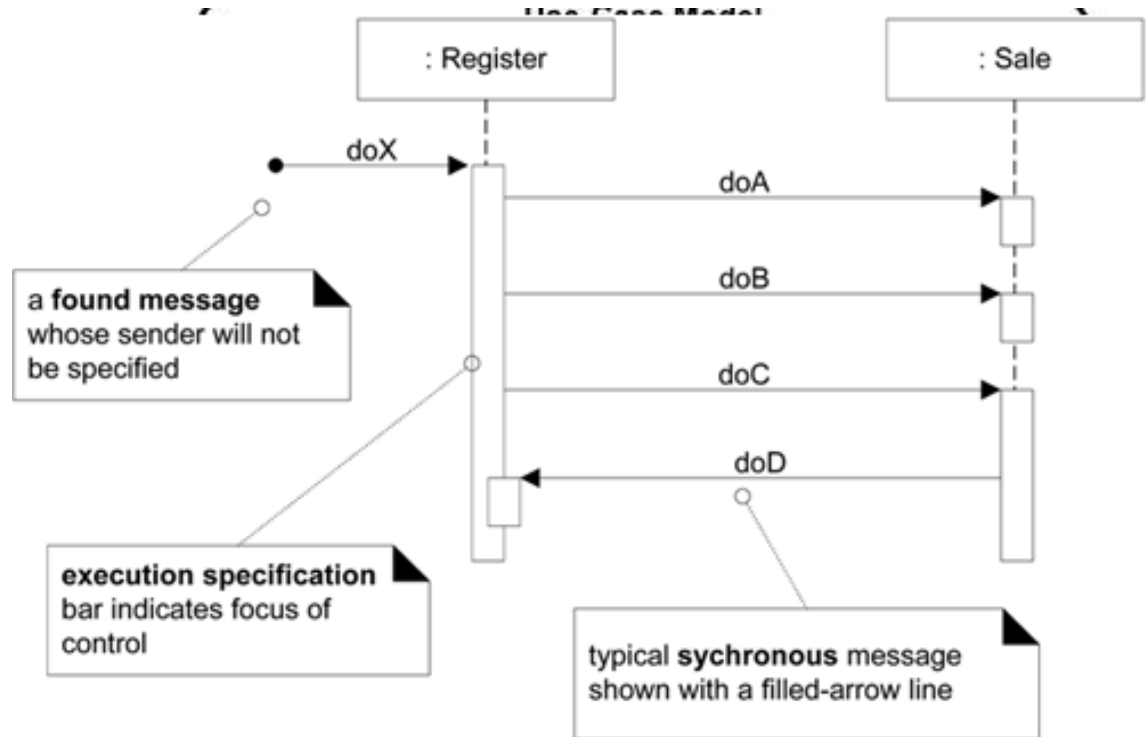 : Register
: Sale
doX
doA
doB
a found message
whose sender will not
be specified
doC
doD
execution specification
bar indicates focus of
control
typical sychronous message
shown with a filled-arrow line